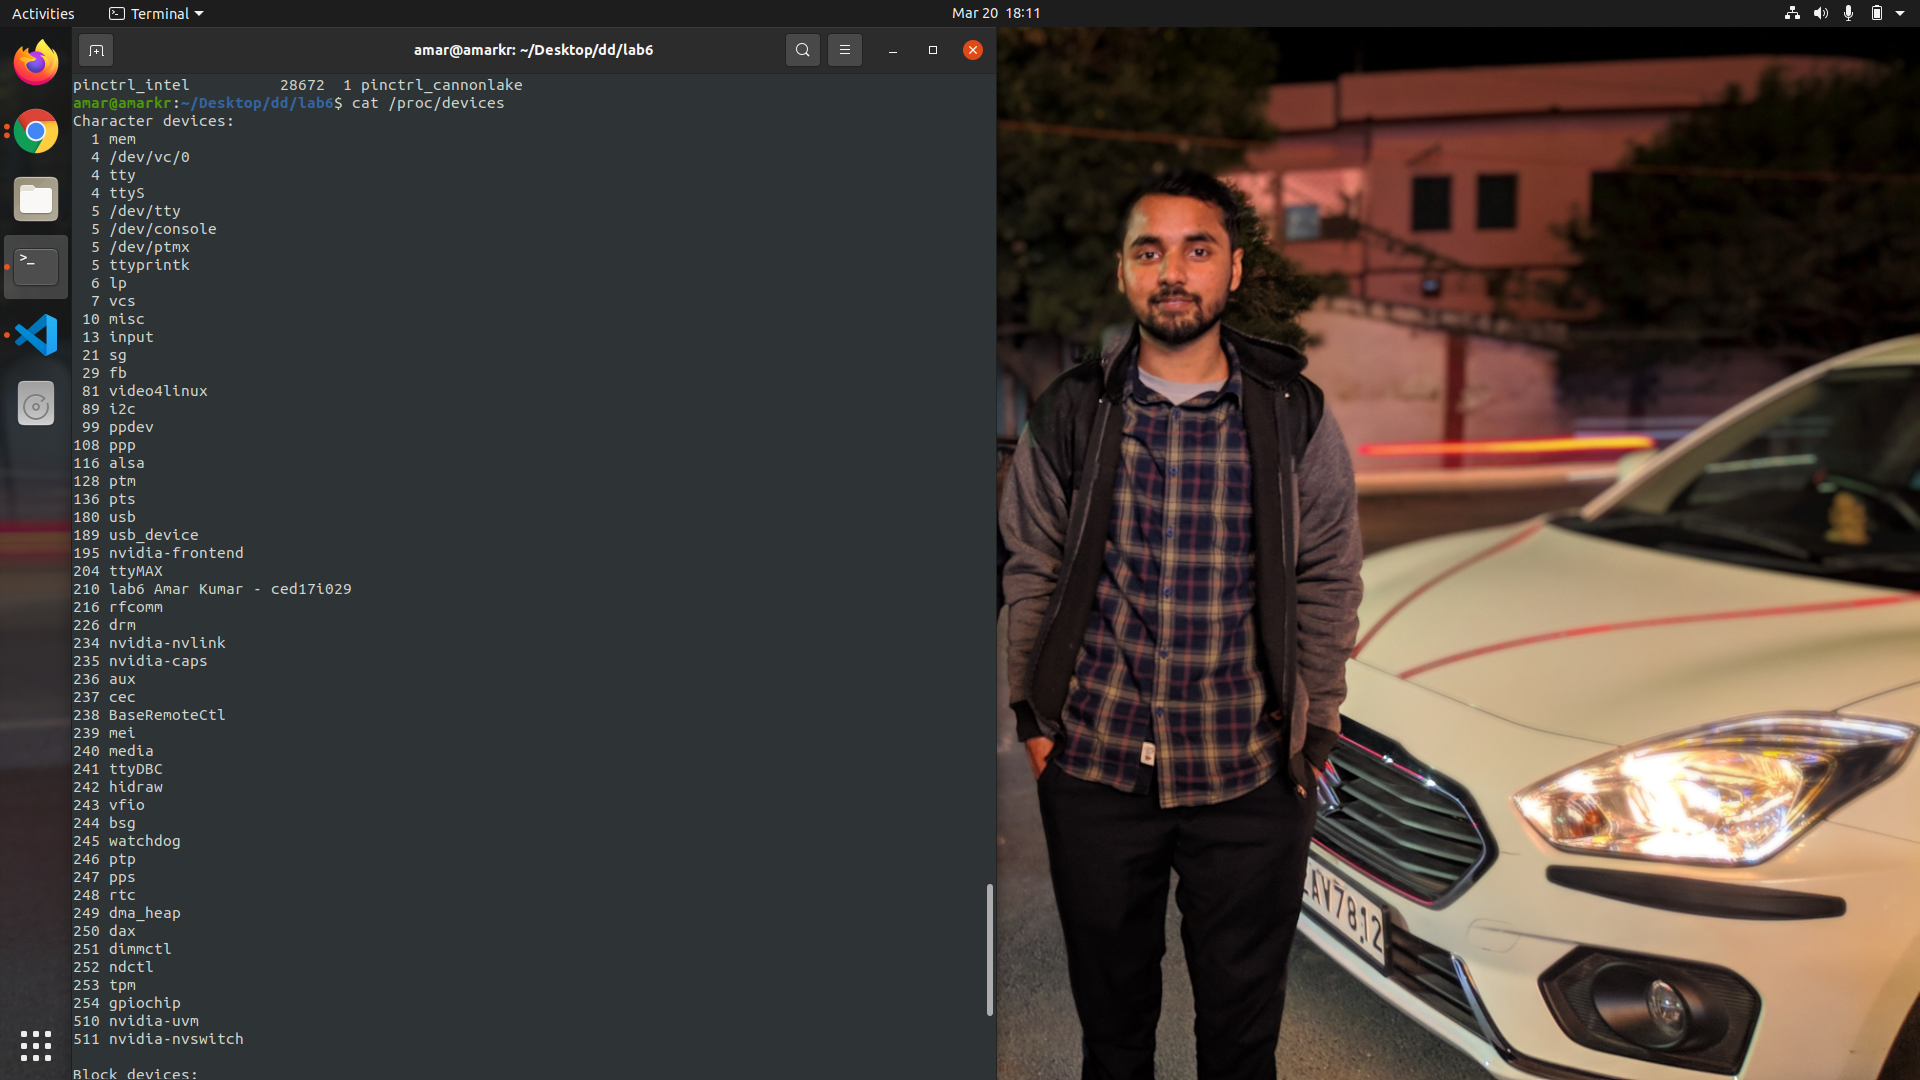 Activities
Terminal
Mar 20 18:11
amar@amarkr: ~/Desktop/dd/lab6
pinctrl_intel 28672 1 pinctrl_cannonlake
amar@amarkr:~/Desktop/dd/lab6$ cat /proc/devices
Character devices:
1 mem
4 /dev/vc/0
4 tty
4 ttyS
5 /dev/tty
5 /dev/console
5 /dev/ptmx
5 ttyprintk
6 lp
7 vcs
10 misc
13 input
21 sg
29 fb
81 video4linux
89 i2c
99 ppdev
108 ppp
116 alsa
128 ptm
136 pts
180 usb
189 usb_device
195 nvidia-frontend
204 ttyMAX
210 lab6 Amar Kumar - ced17i029
216 rfcomm
226 drm
234 nvidia-nvlink
235 nvidia-caps
236 aux
237 cec
238 BaseRemoteCtl
239 mei
240 media
241 ttyDBC
242 hidraw
243 vfio
244 bsg
245 watchdog
246 ptp
247 pps
248 rtc
249 dma_heap
250 dax
251 dimmctl
252 ndctl
253 tpm
254 gpiochip
510 nvidia-uvm
511 nvidia-nvswitch
Block devices:
AV7812